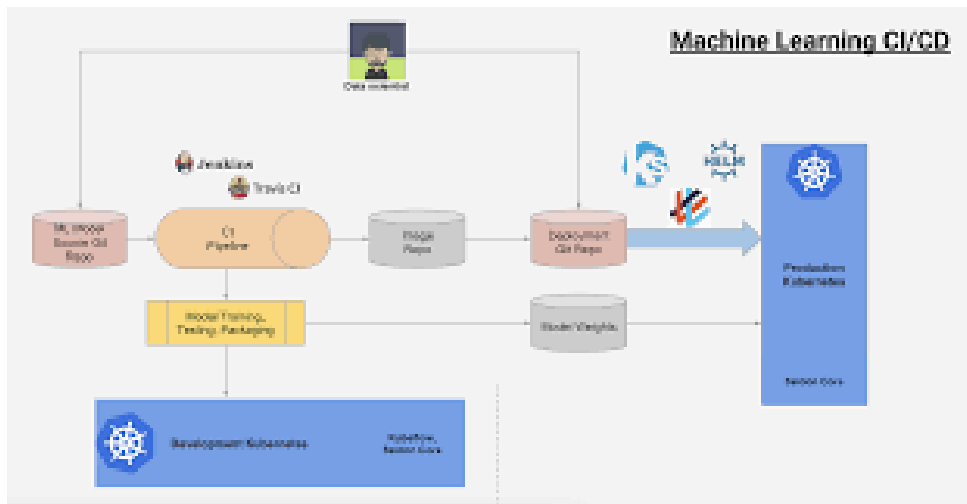 Machine Learning CI/CD
Data scientist
Jenkins
Travis CI
HELM
ML Model
Source Git
Repo
CI
Pipeline
Image
Repo
Deployment
Git Repo
Production
Kubernetes
Model Training,
Testing, Packaging
Model Weights
Seldon Core
Development Kubernetes
Kubeflow,
Seldon Core